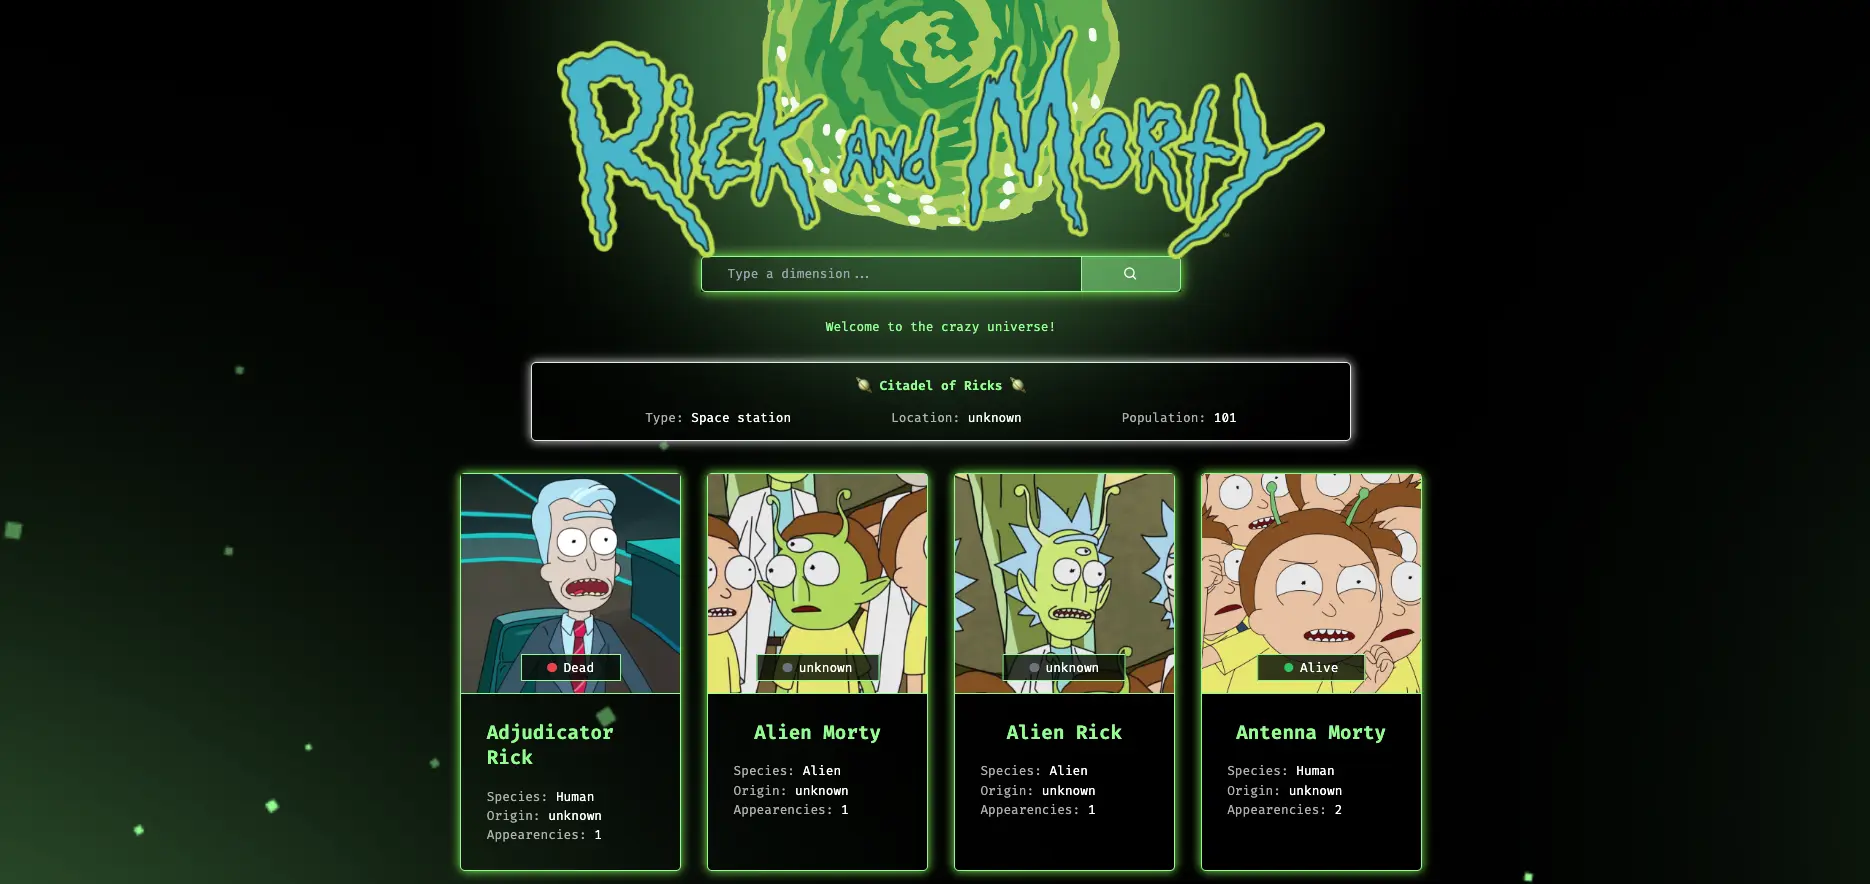 Rick and Morty
™
Type a dimension...
Welcome to the crazy universe!
🪐 Citadel of Ricks 🪐
Type: Space station
Location: unknown
Population: 101
Dead
Adjudicator
Rick
Species: Human
Origin: unknown
Appearencies: 1
unknown
Alien Morty
Species: Alien
Origin: unknown
Appearencies: 1
unknown
Alien Rick
Species: Alien
Origin: unknown
Appearencies: 1
Alive
Antenna Morty
Species: Human
Origin: unknown
Appearencies: 2